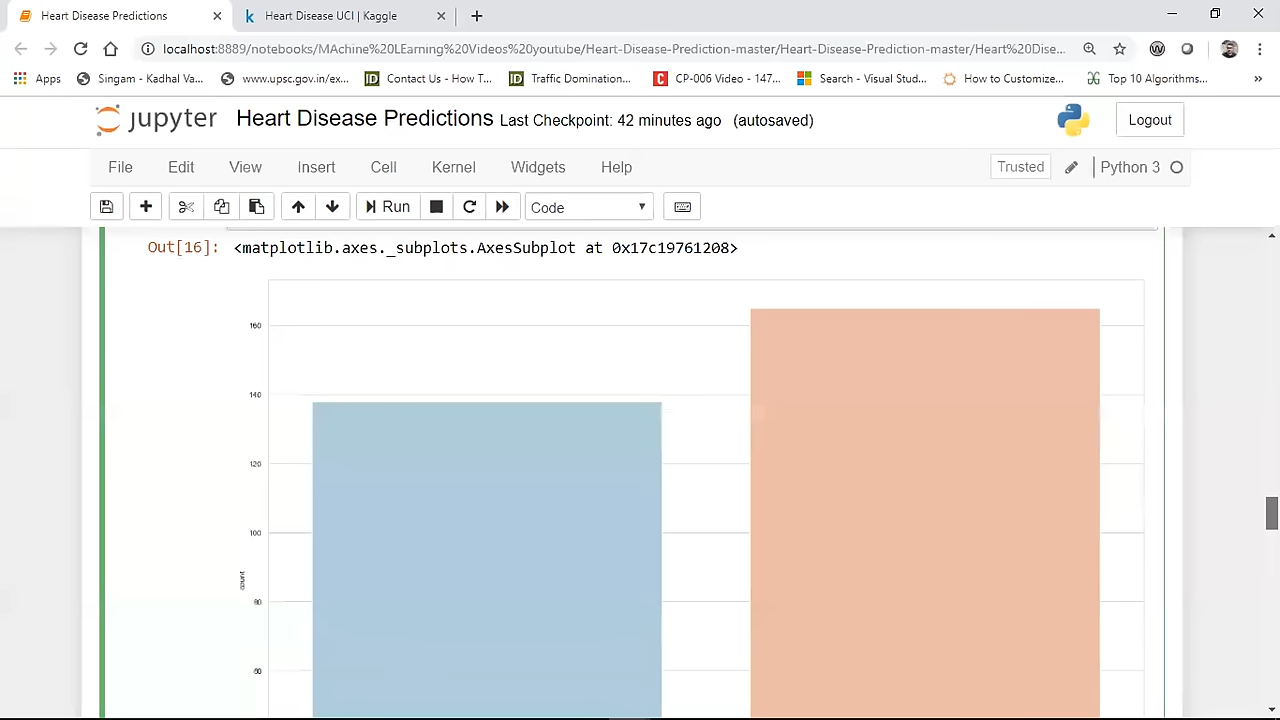 Heart Disease Predictions
Heart Disease UCI | Kaggle
localhost:8889/notebooks/MAchine%20LEarning%20Videos%20youtube/Heart-Disease-Prediction-master/Heart-Disease-Prediction-master/Heart%20Dise...
Apps Singam - Kadhal Va... www.upsc.gov.in/ex... Contact Us - How T... Traffic Domination... CP-006 Video - 147... Search - Visual Stud... How to Customize... Top 10 Algorithms... »
jupyter Heart Disease Predictions Last Checkpoint: 42 minutes ago (autosaved) Logout
File Edit View Insert Cell Kernel Widgets Help Trusted Python 3
Run Code
Out[16]: <matplotlib.axes._subplots.AxesSubplot at 0x17c19761208>
160
140
120
100
count
80
60